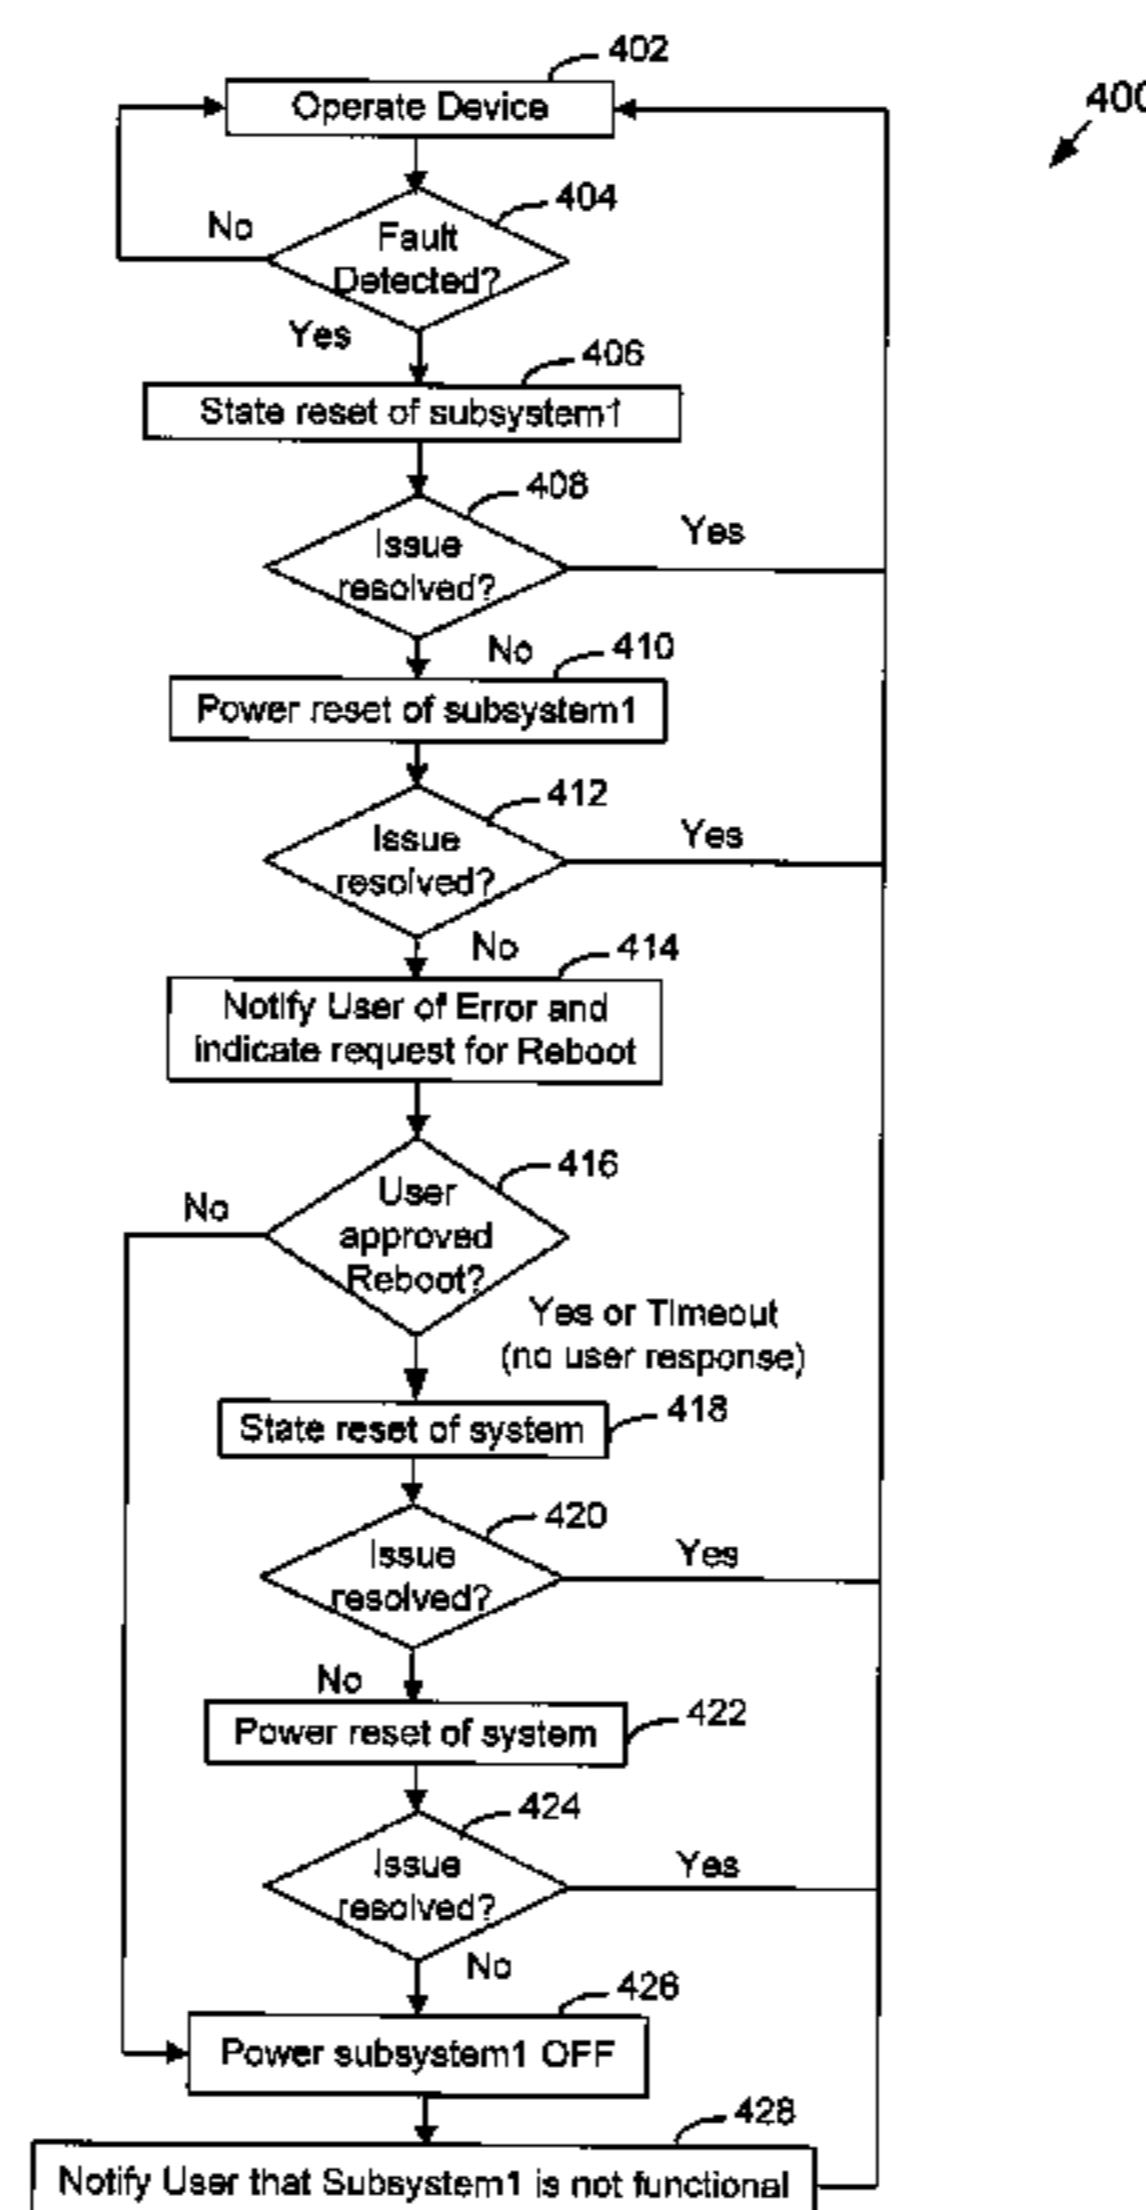 402
Operate Device
400
404
No
Fault
Detected?
Yes
406
State reset of subsystem1
408
Issue
resolved?
Yes
No
410
Power reset of subsystem1
412
Issue
resolved?
Yes
No
414
Notify User of Error and
indicate request for Reboot
416
No
User
approved
Reboot?
Yes or Timeout
(no user response)
418
State reset of system
420
Issue
resolved?
Yes
No
422
Power reset of system
424
Issue
resolved?
Yes
No
426
Power subsystem1 OFF
428
Notify User that Subsystem1 is not functional